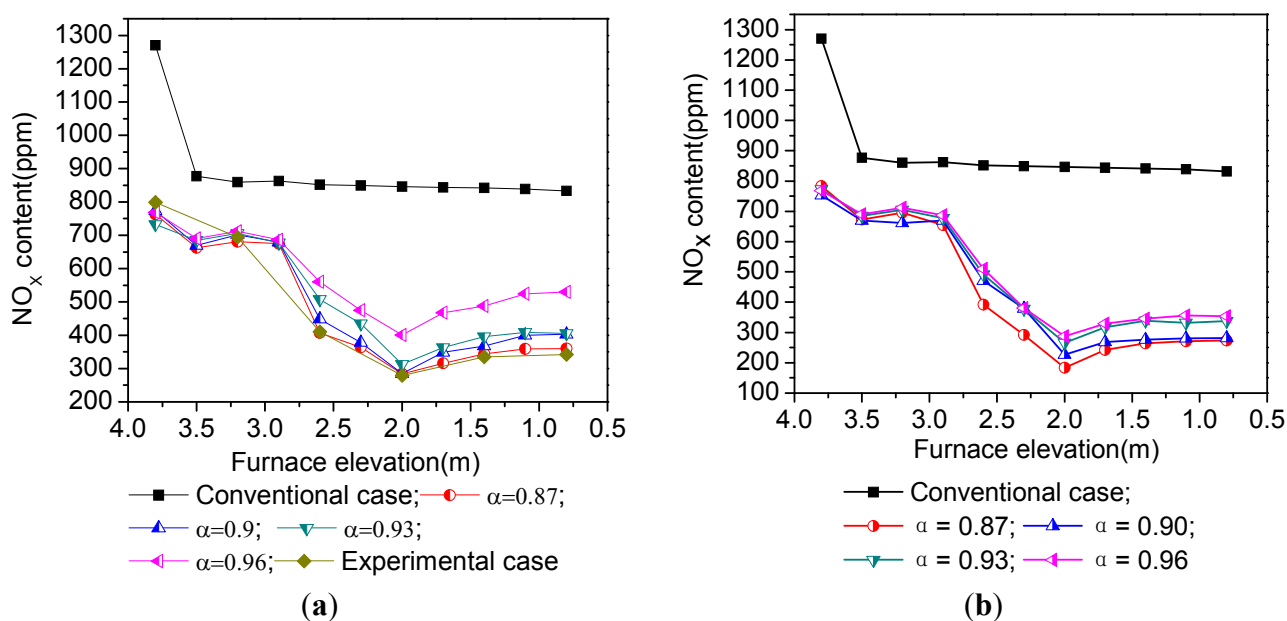 1300
1200
1100
1000
900
800
700
600
500
400
300
200
NOx content(ppm)
4.0 3.5 3.0 2.5 2.0 1.5 1.0 0.5
Furnace elevation(m)
Conventional case; α=0.87;
α=0.9; α=0.93;
α=0.96; Experimental case
(a)
1300
1200
1100
1000
900
800
700
600
500
400
300
200
100
NOX content(ppm)
4.0 3.5 3.0 2.5 2.0 1.5 1.0 0.5
Furnace elevation(m)
Conventional case;
α = 0.87; α = 0.90;
α = 0.93; α = 0.96
(b)